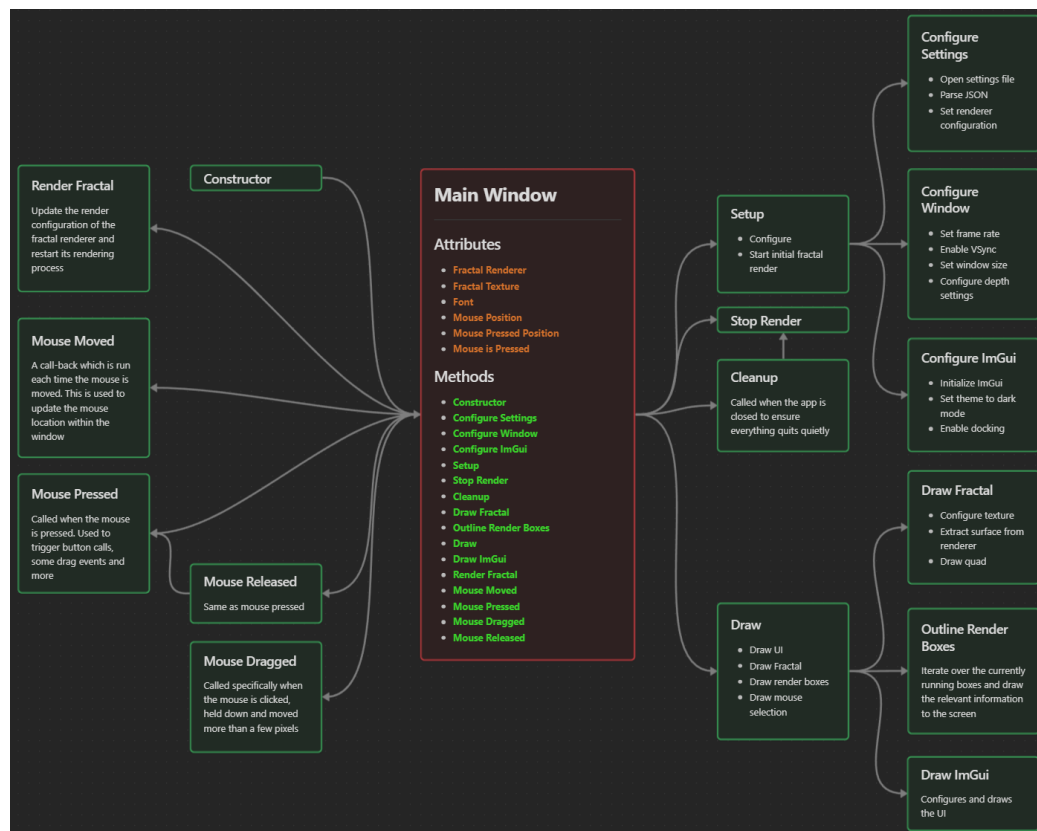 Render Fractal
Update the render
configuration of the
fractal renderer and
restart its rendering
process
Mouse Moved
A call-back which is run
each time the mouse is
moved. This is used to
update the mouse
location within the
window
Mouse Pressed
Called when the mouse
is pressed. Used to
trigger button calls,
some drag events and
more
Constructor
Mouse Released
Same as mouse pressed
Mouse Dragged
Called specifically when
the mouse is clicked,
held down and moved
more than a few pixels
Main Window
Attributes
Fractal Renderer
Fractal Texture
Font
Mouse Position
Mouse Pressed Position
Mouse is Pressed
Methods
Constructor
Configure Settings
Configure Window
Configure ImGui
Setup
Stop Render
Cleanup
Draw Fractal
Outline Render Boxes
Draw
Draw ImGui
Render Fractal
Mouse Moved
Mouse Pressed
Mouse Dragged
Mouse Released
Setup
Configure
Start initial fractal
render
Stop Render
Cleanup
Called when the app is
closed to ensure
everything quits quietly
Draw
Draw UI
Draw Fractal
Draw render boxes
Draw mouse
selection
Configure
Settings
Open settings file
Parse JSON
Set renderer
configuration
Configure
Window
Set frame rate
Enable VSync
Set window size
Configure depth
settings
Configure ImGui
Initialize ImGui
Set theme to dark
mode
Enable docking
Draw Fractal
Configure texture
Extract surface from
renderer
Draw quad
Outline Render
Boxes
Iterate over the currently
running boxes and draw
the relevant information
to the screen
Draw ImGui
Configures and draws
the UI